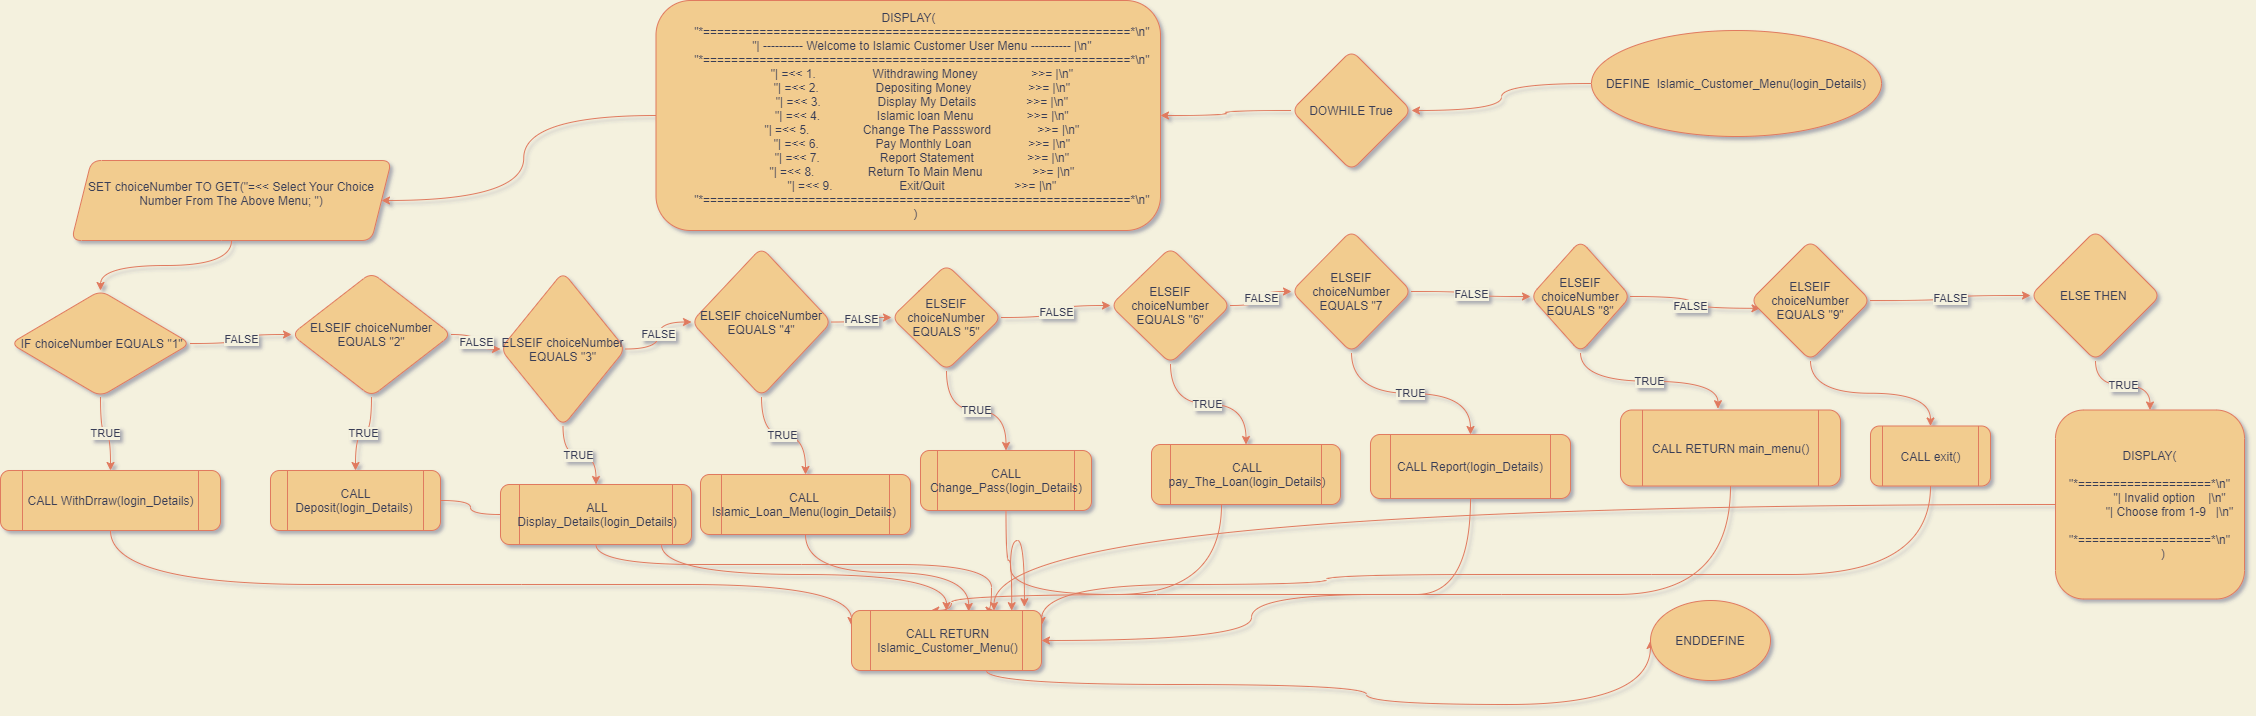 DISPLAY(
"*=============================================================*\n"
"| ---------- Welcome to Islamic Customer User Menu ---------- |\n"
"*=============================================================*\n"
"| =<< 1. Withdrawing Money >>= |\n"
"| =<< 2. Depositing Money >>= |\n"
"| =<< 3. Display My Details >>= |\n"
"| =<< 4. Islamic loan Menu >>= |\n"
"| =<< 5. Change The Passsword >>= |\n"
"| =<< 6. Pay Monthly Loan >>= |\n"
"| =<< 7. Report Statement >>= |\n"
"| =<< 8. Return To Main Menu >>= |\n"
"| =<< 9. Exit/Quit >>= |\n"
"*=============================================================*\n"
)
DOWHILE True
DEFINE Islamic_Customer_Menu(login_Details)
SET choiceNumber TO GET("=<< Select Your Choice
Number From The Above Menu; ")
IF choiceNumber EQUALS "1"
FALSE
ELSEIF choiceNumber
EQUALS "2"
FALSE
ELSEIF choiceNumber
EQUALS "3"
FALSE
ELSEIF choiceNumber
EQUALS "4"
FALSE
ELSEIF
choiceNumber
EQUALS "5"
FALSE
ELSEIF
choiceNumber
EQUALS "6"
FALSE
ELSEIF
choiceNumber
EQUALS "7
FALSE
ELSEIF
choiceNumber
EQUALS "8"
FALSE
ELSEIF
choiceNumber
EQUALS "9"
FALSE
ELSE THEN
TRUE
TRUE
TRUE
TRUE
TRUE
TRUE
TRUE
TRUE
TRUE
CALL WithDrraw(login_Details)
CALL
Deposit(login_Details)
ALL
Display_Details(login_Details)
CALL
Islamic_Loan_Menu(login_Details)
CALL
Change_Pass(login_Details)
CALL
pay_The_Loan(login_Details)
CALL Report(login_Details)
CALL RETURN main_menu()
CALL exit()
DISPLAY(
"*===================*\n"
"| Invalid option |\n"
"| Choose from 1-9 |\n"
"*===================*\n"
)
CALL RETURN
Islamic_Customer_Menu()
ENDDEFINE